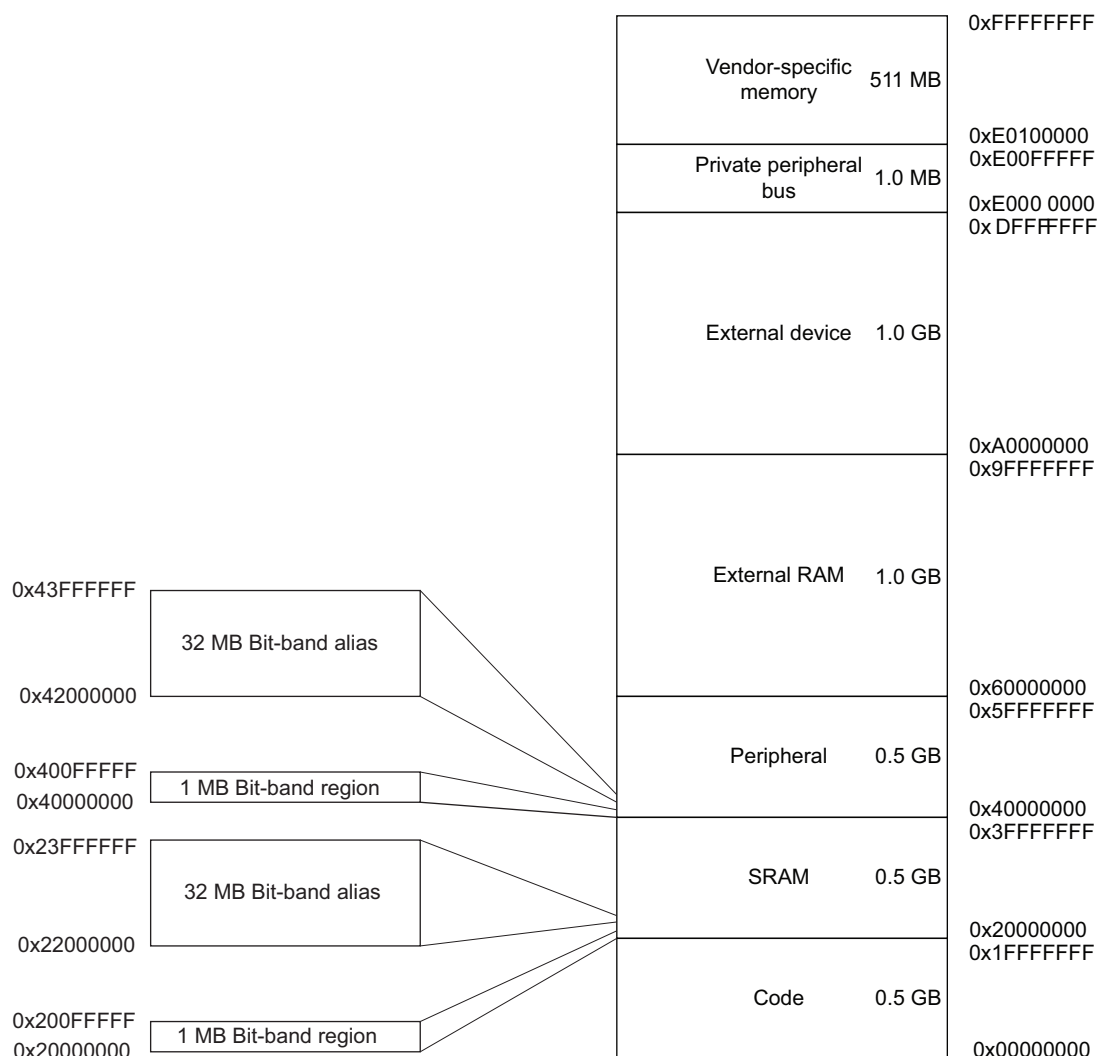 0xFFFFFFFF
Vendor-specific
memory
511 MB
0xE0100000
0xE00FFFFF
Private peripheral
bus
1.0 MB
0xE000 0000
0x DFFFFFFF
External device
1.0 GB
0xA0000000
0x9FFFFFFF
External RAM
1.0 GB
0x60000000
0x5FFFFFFF
Peripheral
0.5 GB
0x40000000
0x3FFFFFFF
SRAM
0.5 GB
0x20000000
0x1FFFFFFF
Code
0.5 GB
0x00000000
0x43FFFFFF
32 MB Bit-band alias
0x42000000
0x400FFFFF
1 MB Bit-band region
0x40000000
0x23FFFFFF
32 MB Bit-band alias
0x22000000
0x200FFFFF
1 MB Bit-band region
0x20000000